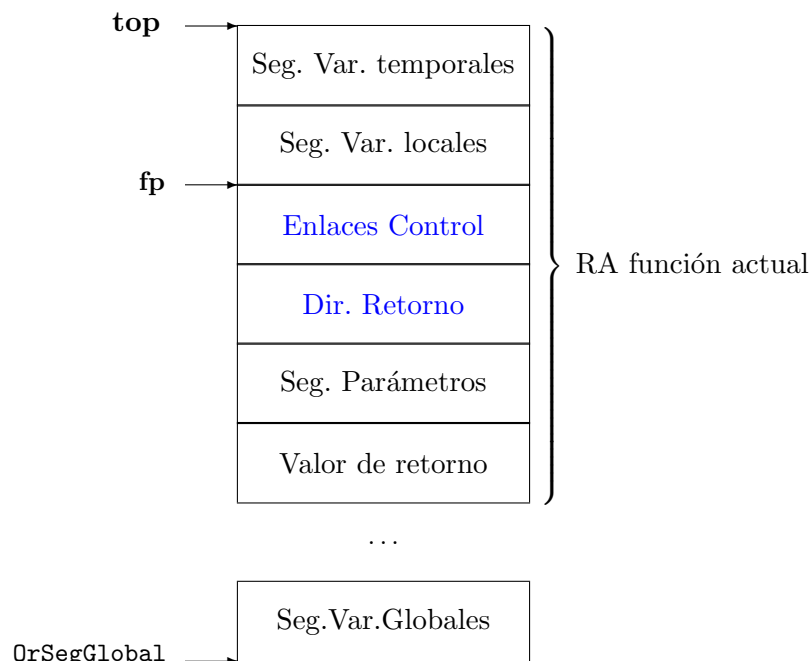 top
Seg. Var. temporales
Seg. Var. locales
fp
Enlaces Control
RA función actual
Dir. Retorno
Seg. Parámetros
Valor de retorno
...
Seg.Var.Globales
OrSegGlobal